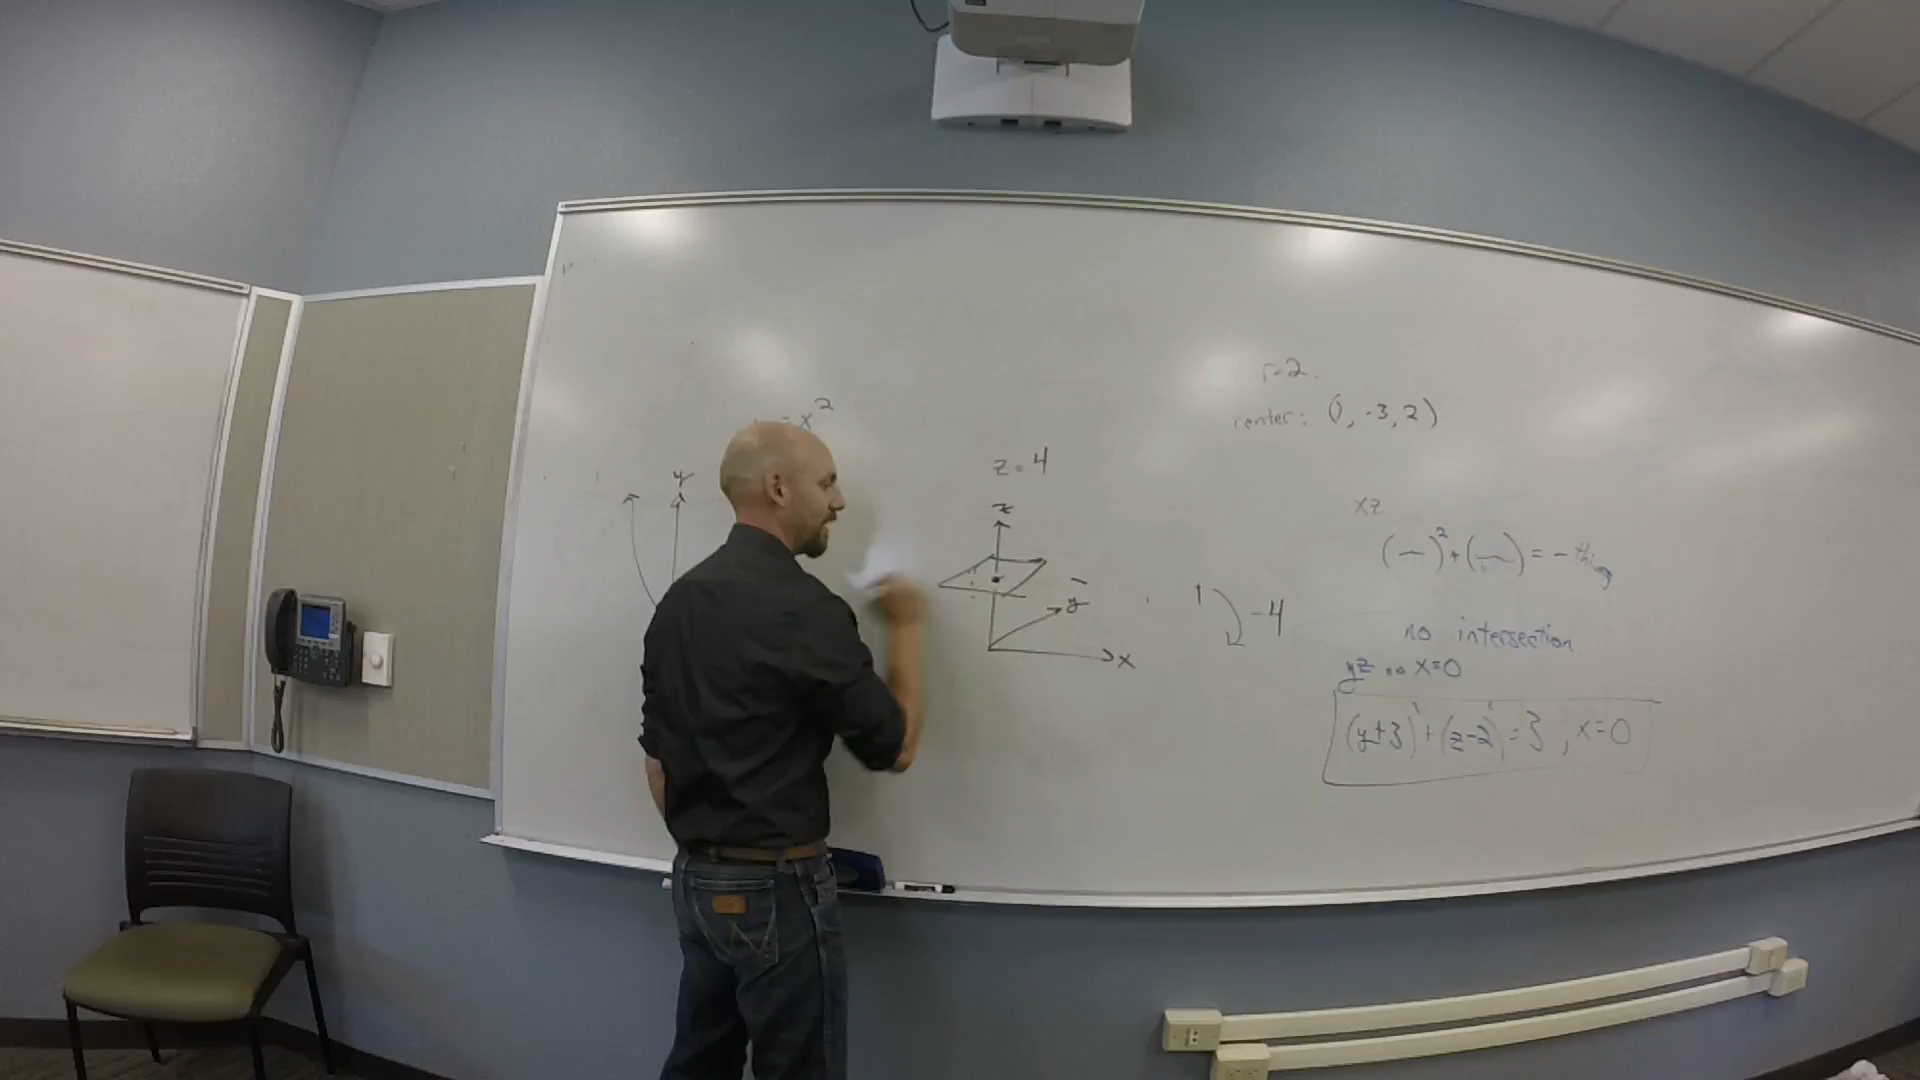 = x²
y
z = 4
z
y
x
r=2.
center: (1, -3, 2)
1
-4
xz
(—)² + (—) = - thing
no intersection
yz x=0
(y+3)² + (z-2)² = 3 , x=0